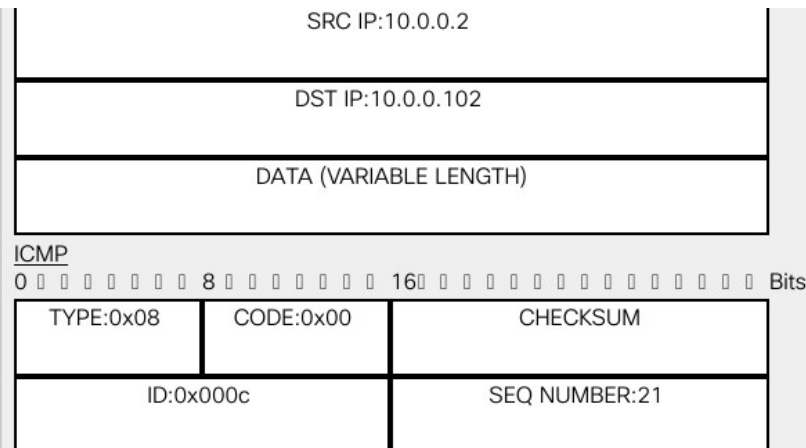 SRC IP:10.0.0.2
DST IP:10.0.0.102
DATA (VARIABLE LENGTH)
ICMP
0 8 16 Bits
TYPE:0x08 CODE:0x00 CHECKSUM
ID:0x000c SEQ NUMBER:21